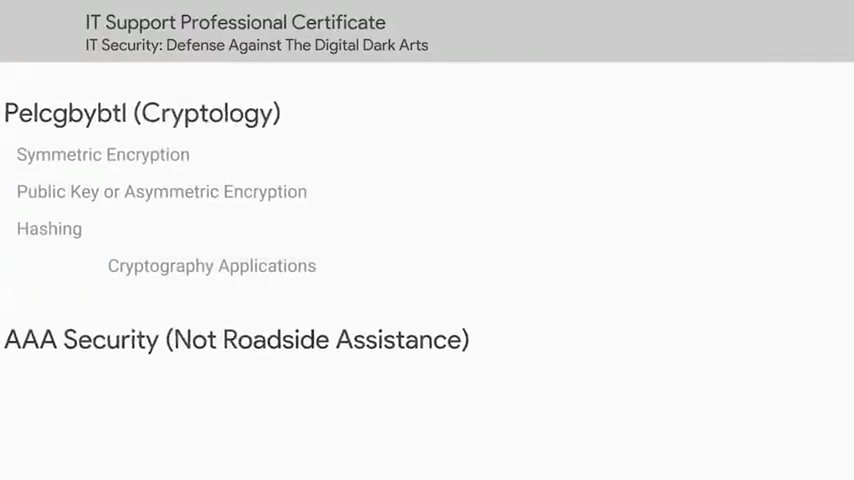 IT Support Professional Certificate
IT Security: Defense Against The Digital Dark Arts
Pelcgbybtl (Cryptology)
Symmetric Encryption
Public Key or Asymmetric Encryption
Hashing
Cryptography Applications
AAA Security (Not Roadside Assistance)